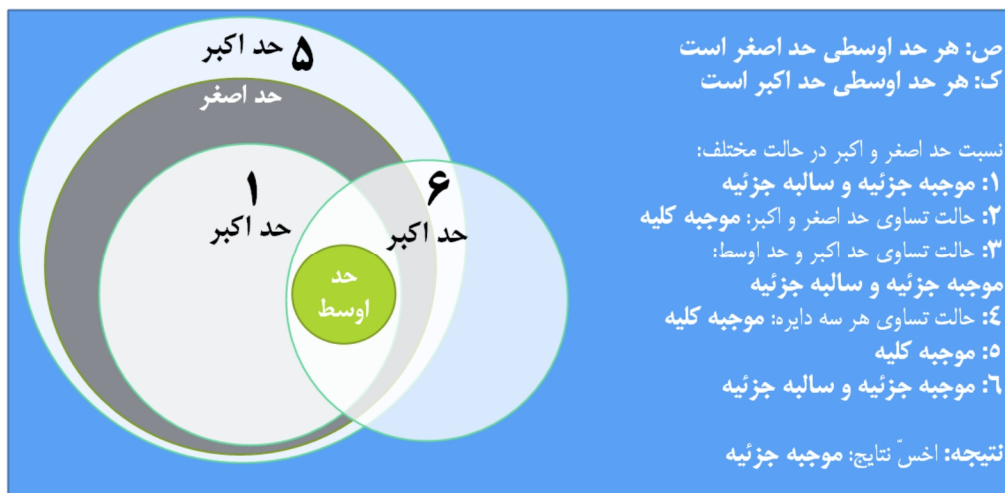 ص: هر حد اوسطی حد اصغر است
ک: هر حد اوسطی حد اکبر است
نسبت حد اصغر و اکبر در حالت مختلف:
۱: موجبه جزئیه و سالبه جزئیه
۲: حالت تساوی حد اصغر و اکبر: موجبه کلیه
۳: حالت تساوی حد اکبر و حد اوسط:
موجبه جزئیه و سالبه جزئیه
٤: حالت تساوی هر سه دایره: موجبه کلیه
٥: موجبه کلیه
٦: موجبه جزئیه و سالبه جزئیه
نتیجه: اخسّ نتایج: موجبه جزئیه
۵ حد اکبر
حد اصغر
۱
حد اکبر
۶
حد اکبر
حد
اوسط